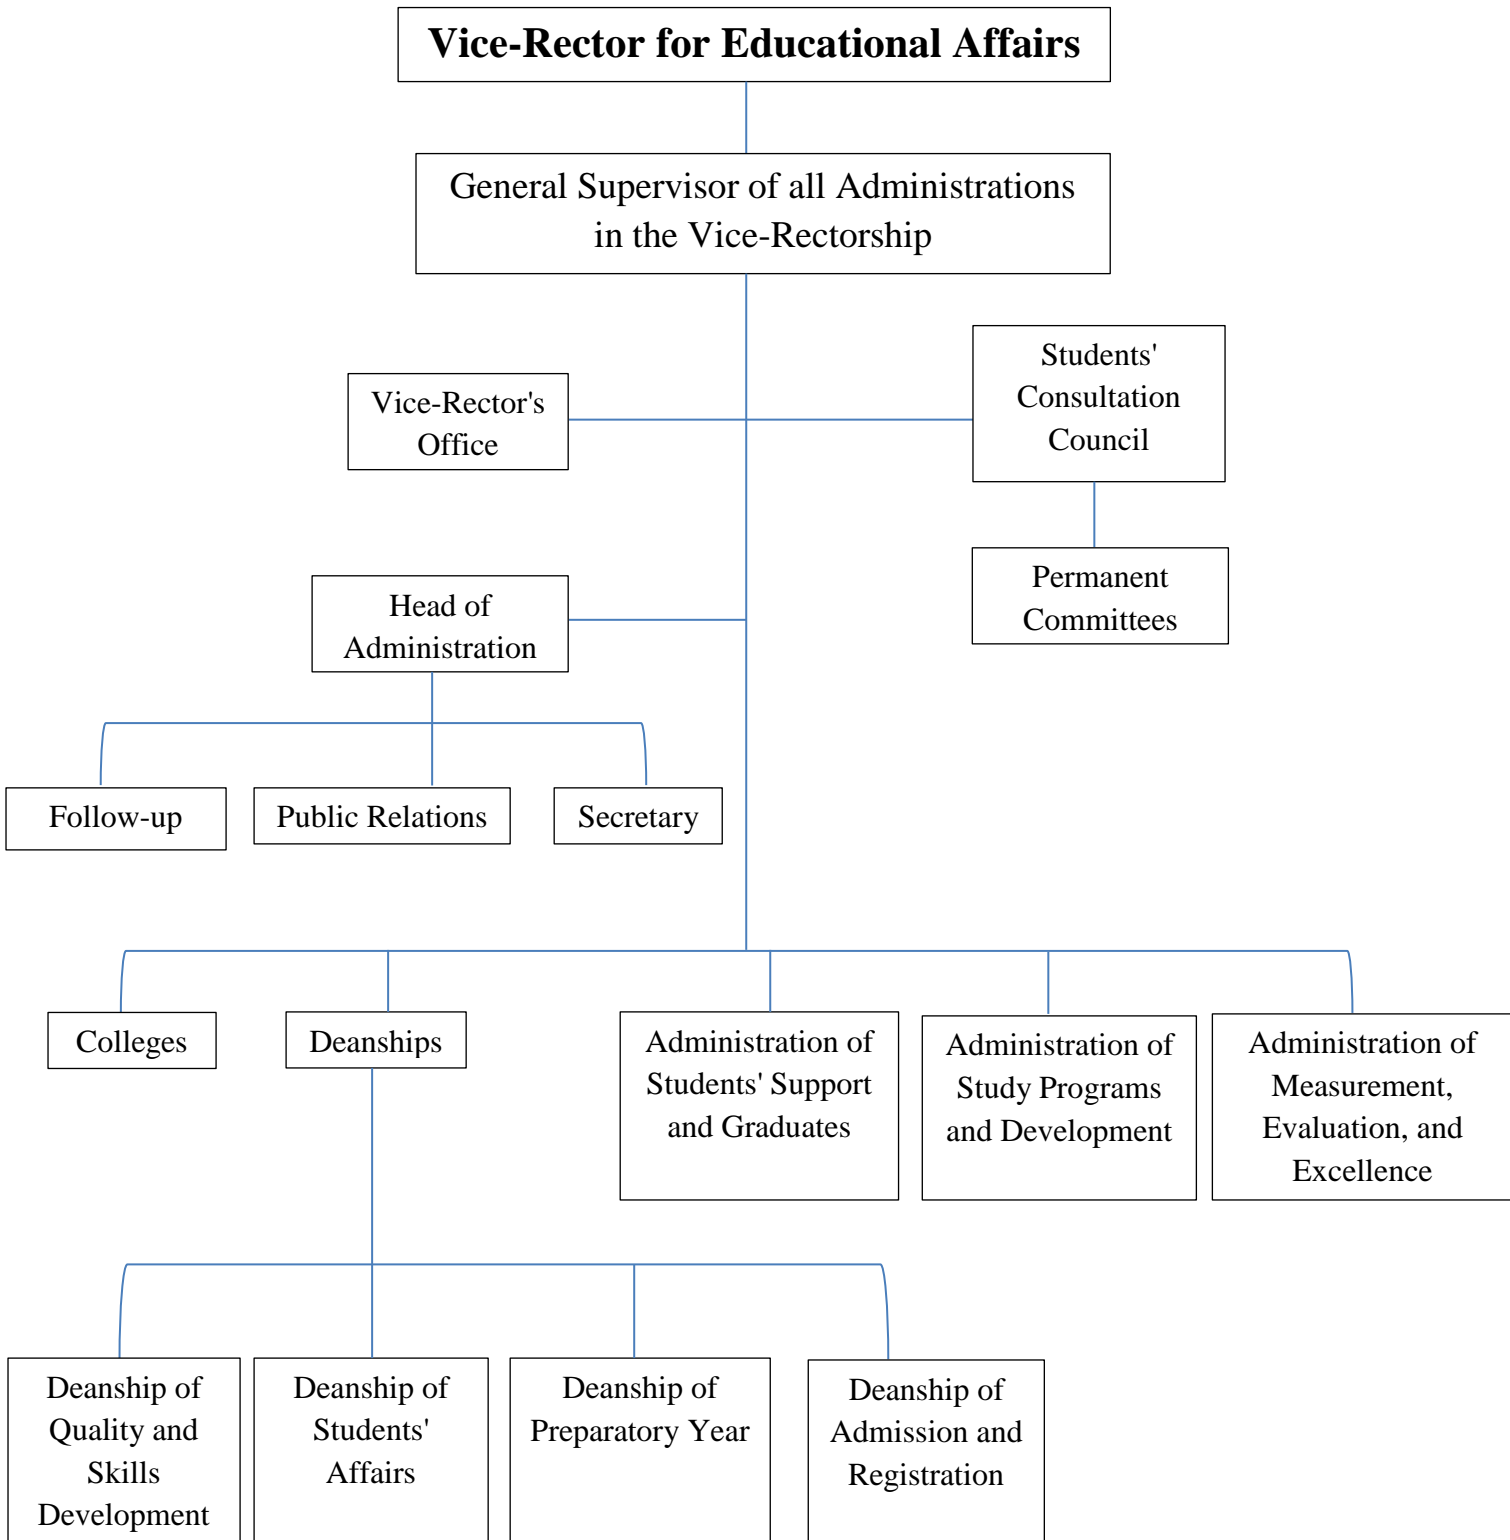 Vice-Rector for Educational Affairs
General Supervisor of all Administrations
in the Vice-Rectorship
Students'
Consultation
Council
Vice-Rector's
Office
Permanent
Committees
Head of
Administration
Follow-up
Public Relations
Secretary
Colleges
Deanships
Administration of
Students' Support
and Graduates
Administration of
Study Programs
and Development
Administration of
Measurement,
Evaluation, and
Excellence
Deanship of
Quality and
Skills
Development
Deanship of
Students'
Affairs
Deanship of
Preparatory Year
Deanship of
Admission and
Registration